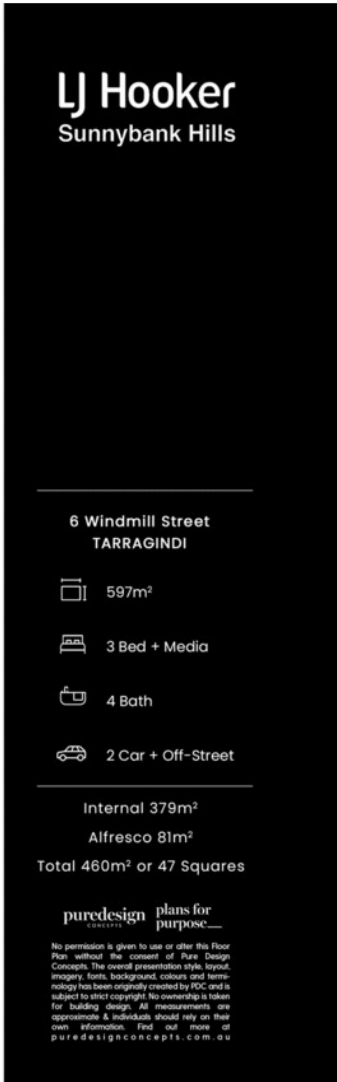 LJ Hooker
Sunnybank Hills
6 Windmill Street
TARRAGINDI
597m²
3 Bed + Media
4 Bath
2 Car + Off-Street
Internal 379m²
Alfresco 81m²
Total 460m² or 47 Squares
puredesign
CONCEPTS
plans for
purpose__
No permission is given to use or alter this Floor
Plan without the consent of Pure Design
Concepts. The overall presentation style, layout,
imagery, fonts, background, colours and termi-
nology has been originally created by PDC and is
subject to strict copyright. No ownership is taken
for building design. All measurements are
approximate & individuals should rely on their
own information. Find out more at
puredesignconcepts.com.au